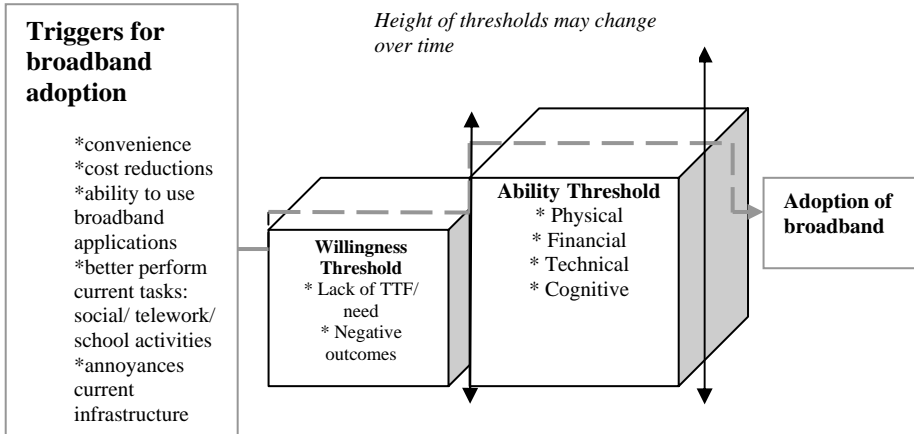 Triggers for
broadband
adoption
*convenience
*cost reductions
*ability to use
broadband
applications
*better perform
current tasks:
social/ telework/
school activities
*annoyances
current
infrastructure
Height of thresholds may change
over time
Willingness
Threshold
* Lack of TTF/
need
* Negative
outcomes
Ability Threshold
* Physical
* Financial
* Technical
* Cognitive
Adoption of
broadband